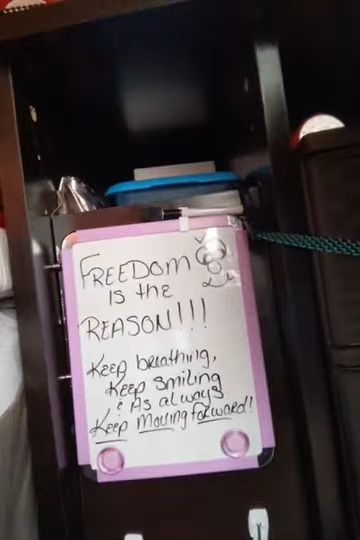 FREEDOM
is the
REASON!!!
Keep breathing,
Keep smiling
& As always
Keep Moving forward!